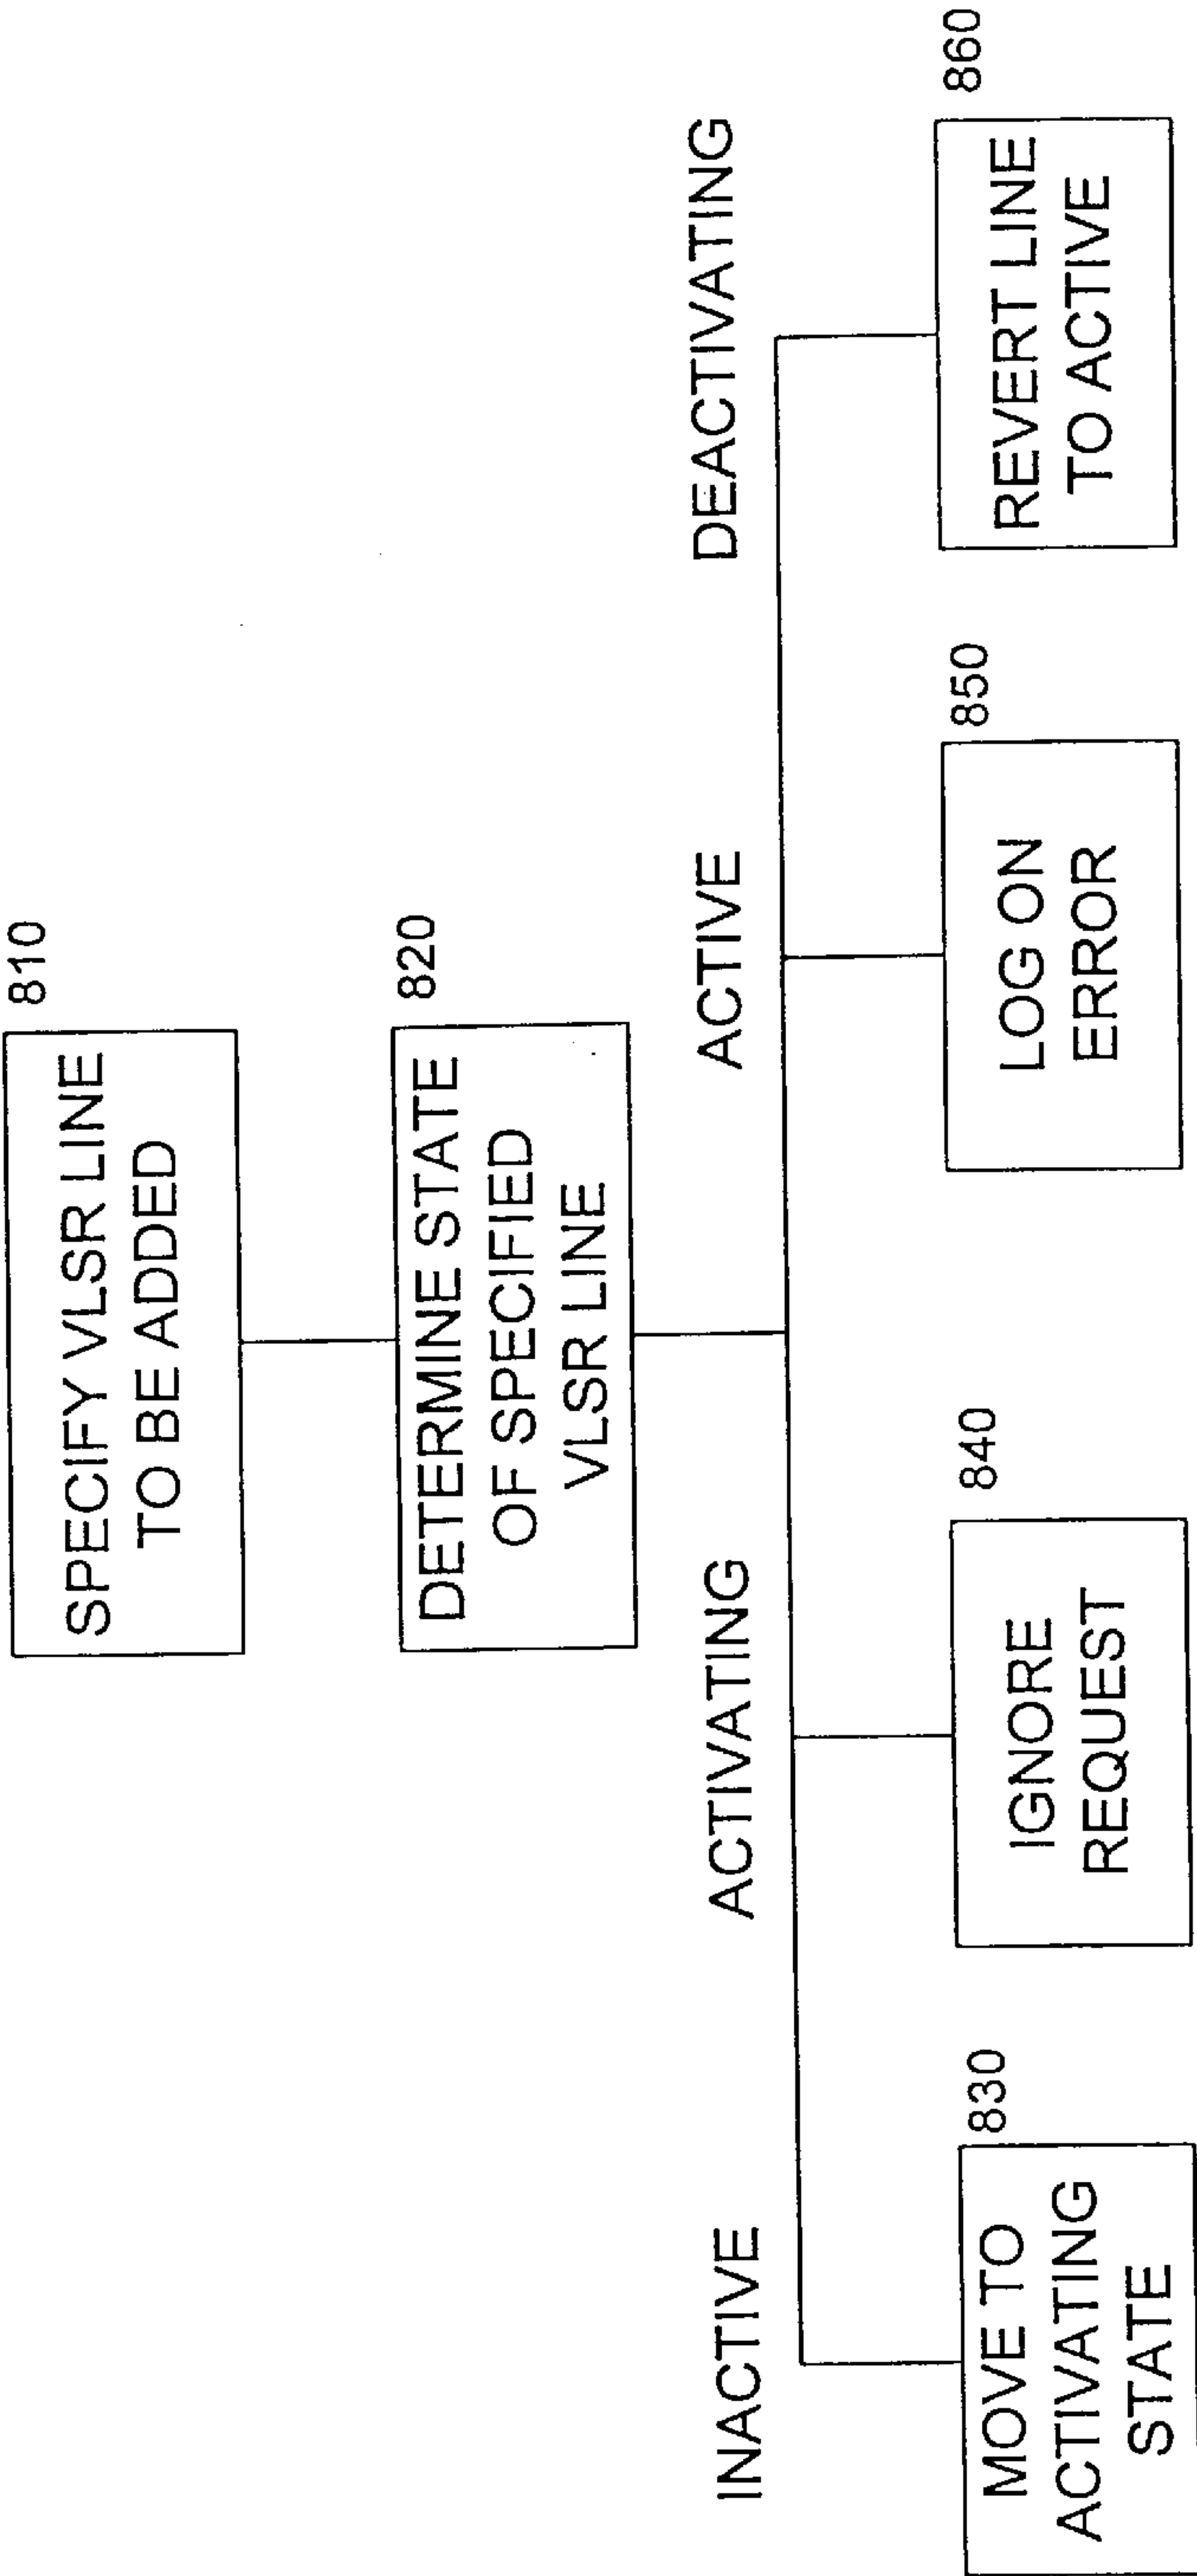 810
SPECIFY VLSR LINE
TO BE ADDED
820
DETERMINE STATE
OF SPECIFIED
VLSR LINE
INACTIVE
ACTIVATING
ACTIVE
DEACTIVATING
830
MOVE TO
ACTIVATING
STATE
840
IGNORE
REQUEST
850
LOG ON
ERROR
860
REVERT LINE
TO ACTIVE